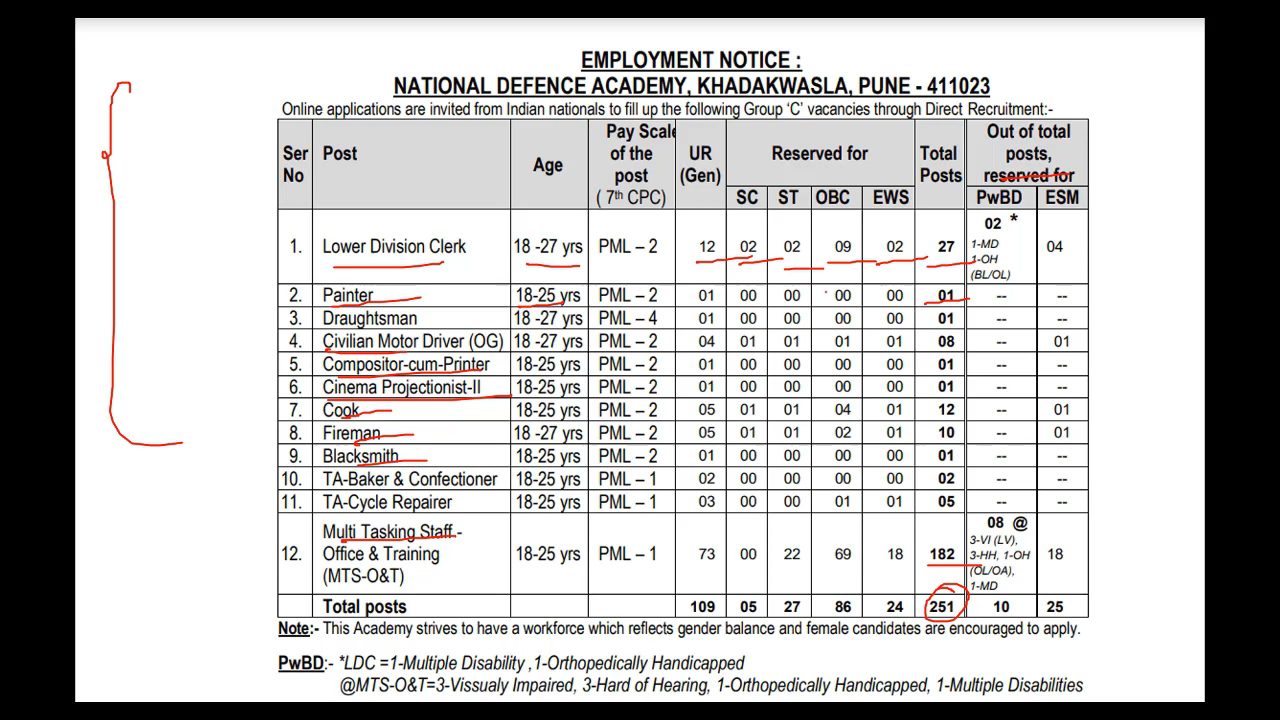 EMPLOYMENT NOTICE :
NATIONAL DEFENCE ACADEMY, KHADAKWASLA, PUNE - 411023
Online applications are invited from Indian nationals to fill up the following Group ‘C’ vacancies through Direct Recruitment:-
Ser No Post Age Pay Scale of the post ( 7th CPC) UR (Gen) Reserved for Total Posts Out of total posts, reserved for
SC ST OBC EWS PwBD ESM
1. Lower Division Clerk 18 -27 yrs PML – 2 12 02 02 09 02 27 02 * 1-MD 1-OH (BL/OL) 04
2. Painter 18-25 yrs PML – 2 01 00 00 00 00 01 -- --
3. Draughtsman 18 -27 yrs PML – 4 01 00 00 00 00 01 -- --
4. Civilian Motor Driver (OG) 18 -27 yrs PML – 2 04 01 01 01 01 08 -- 01
5. Compositor-cum-Printer 18-25 yrs PML – 2 01 00 00 00 00 01 -- --
6. Cinema Projectionist-II 18-25 yrs PML – 2 01 00 00 00 00 01 -- --
7. Cook 18-25 yrs PML – 2 05 01 01 04 01 12 -- 01
8. Fireman 18 -27 yrs PML – 2 05 01 01 02 01 10 -- 01
9. Blacksmith 18-25 yrs PML – 2 01 00 00 00 00 01 -- --
10. TA-Baker & Confectioner 18-25 yrs PML – 1 02 00 00 00 00 02 -- --
11. TA-Cycle Repairer 18-25 yrs PML – 1 03 00 00 01 01 05 -- --
12. Multi Tasking Staff - Office & Training (MTS-O&T) 18-25 yrs PML – 1 73 00 22 69 18 182 08 @ 3-VI (LV), 3-HH, 1-OH (OL/OA), 1-MD 18
Total posts 109 05 27 86 24 251 10 25
Note:- This Academy strives to have a workforce which reflects gender balance and female candidates are encouraged to apply.
PwBD:- *LDC =1-Multiple Disability ,1-Orthopedically Handicapped
@MTS-O&T=3-Vissualy Impaired, 3-Hard of Hearing, 1-Orthopedically Handicapped, 1-Multiple Disabilities